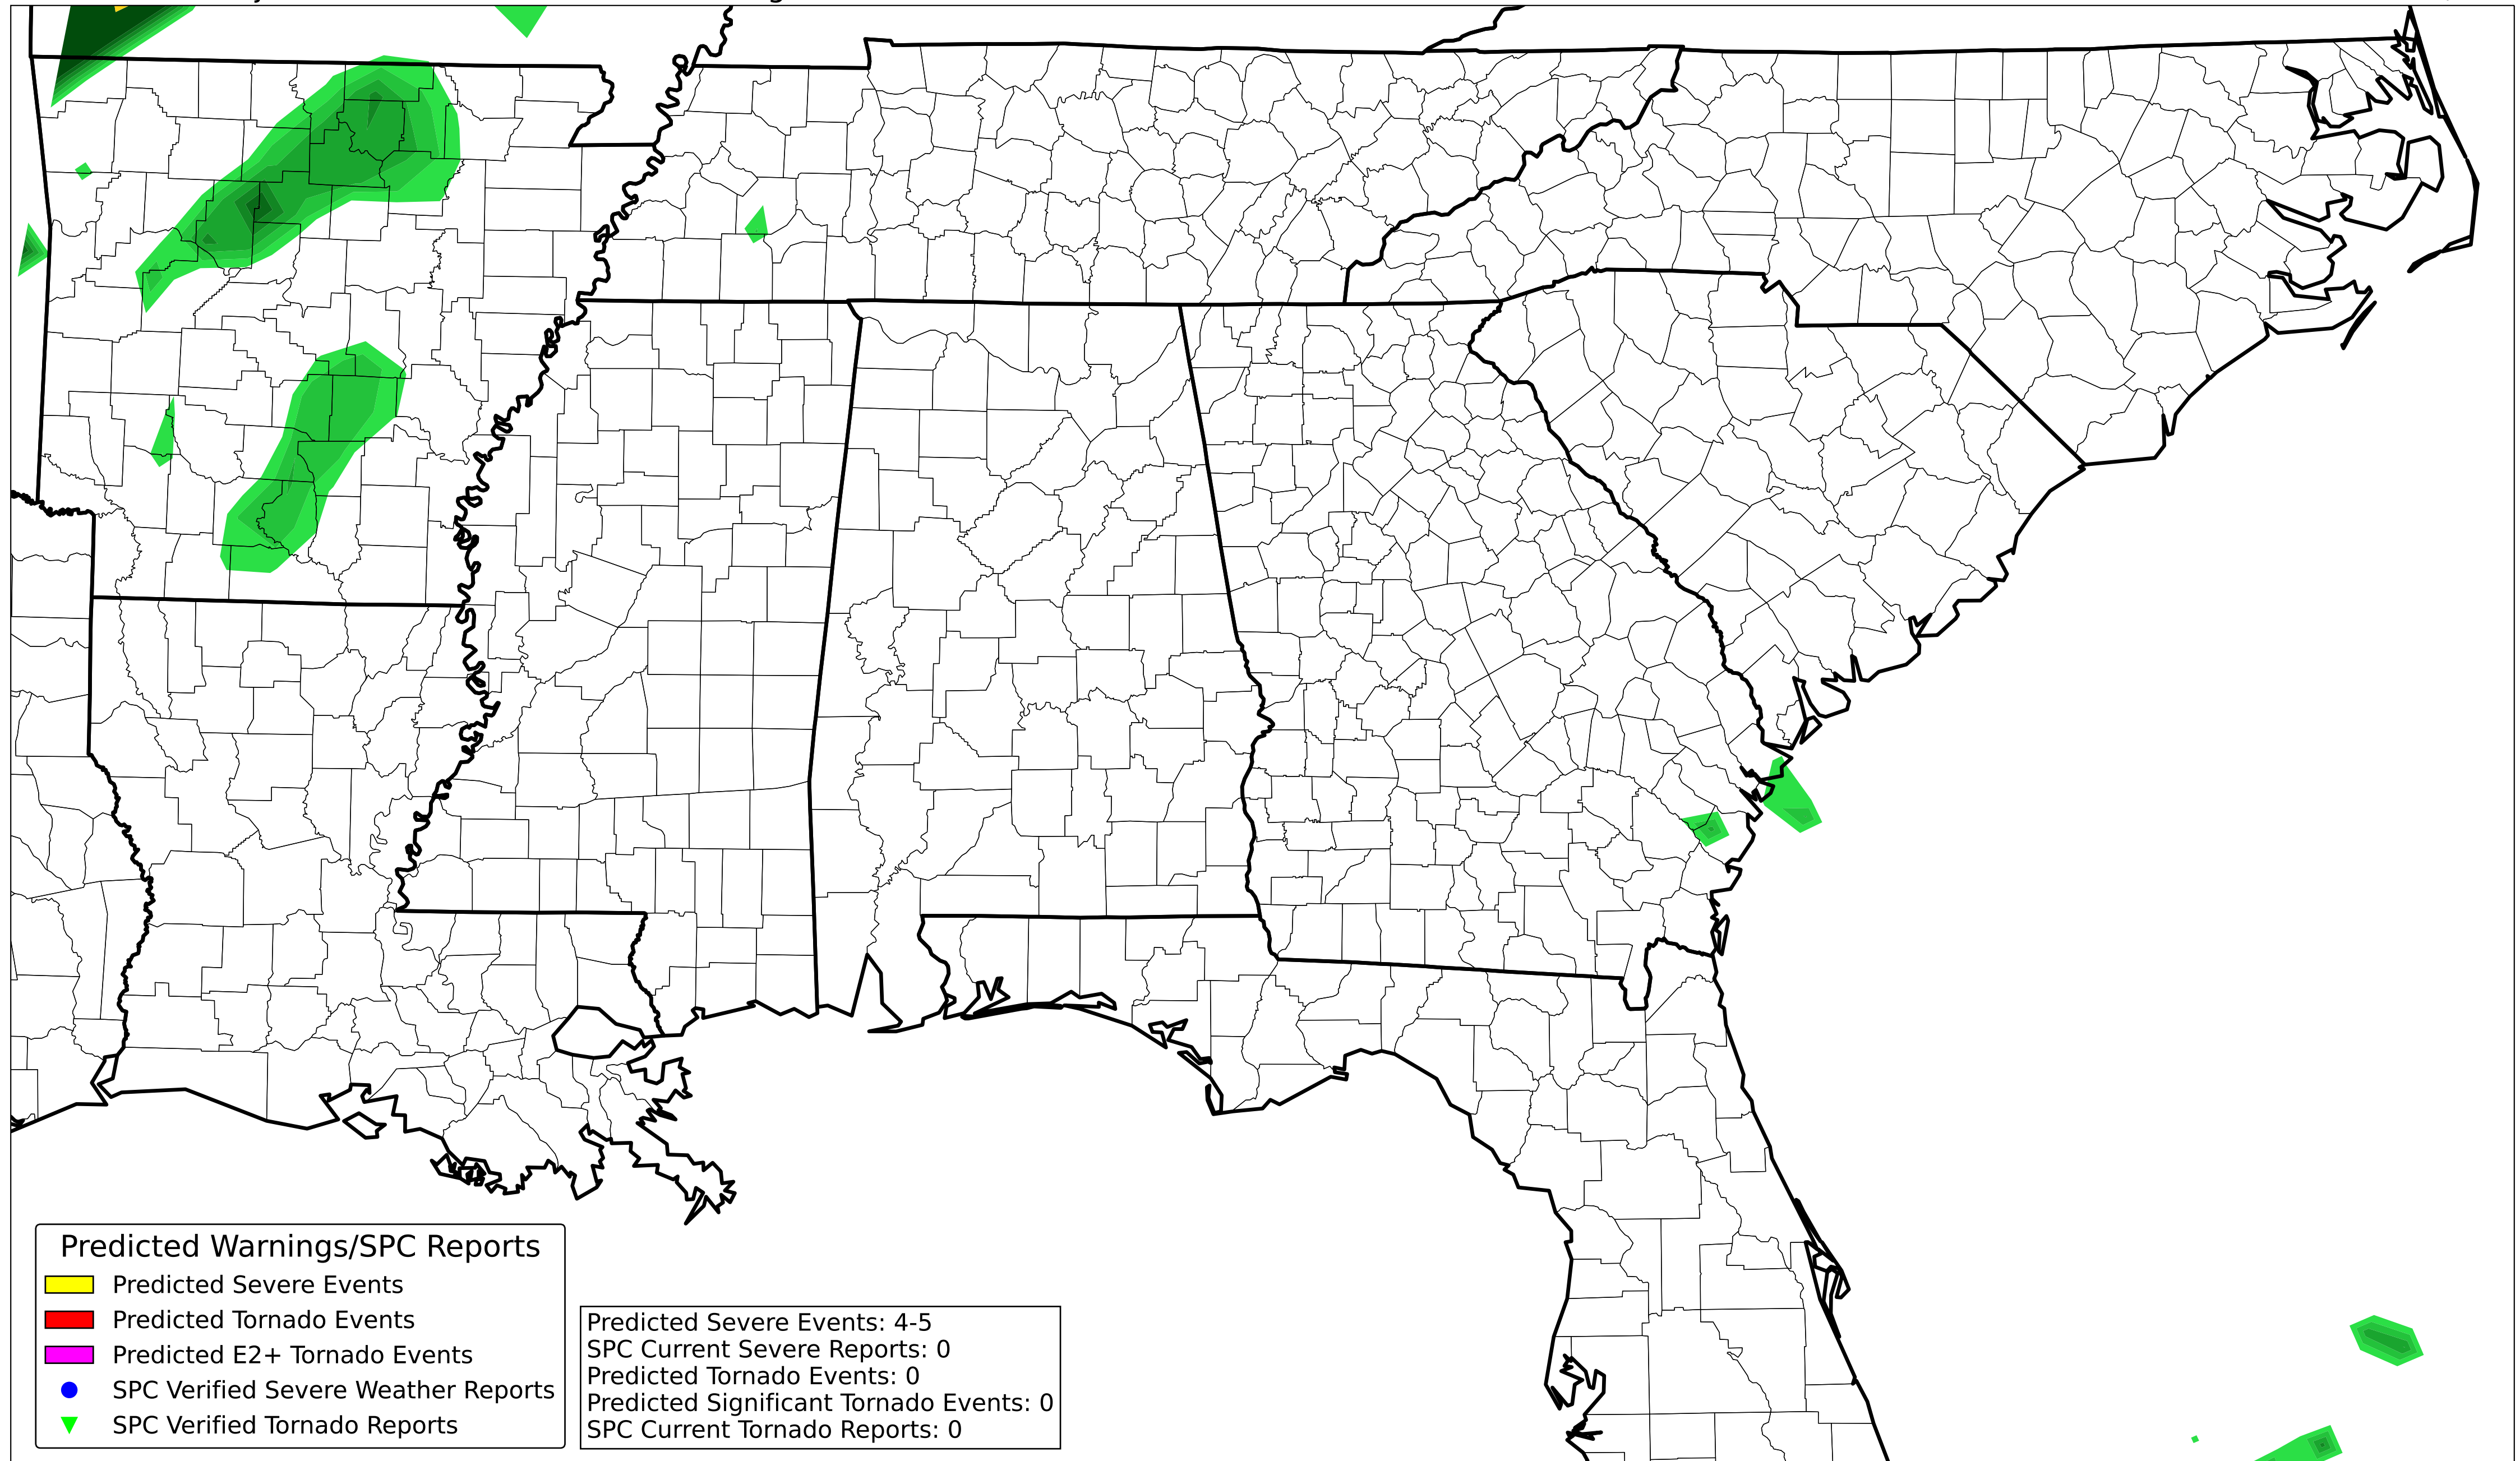 Predicted Warnings/SPC Reports
Predicted Severe Events
Predicted Tornado Events
Predicted E2+ Tornado Events
SPC Verified Severe Weather Reports
SPC Verified Tornado Reports
Predicted Severe Events: 4-5
SPC Current Severe Reports: 0
Predicted Tornado Events: 0
Predicted Significant Tornado Events: 0
SPC Current Tornado Reports: 0